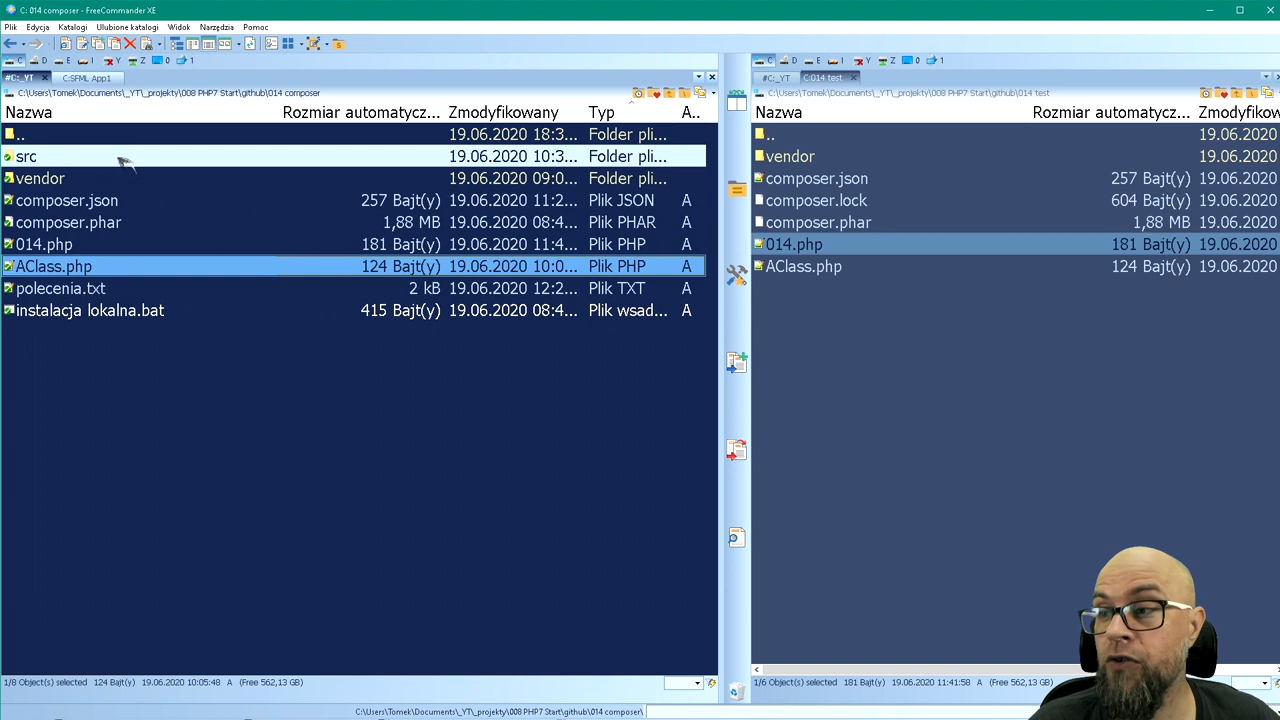 C: 014 composer - FreeCommander XE
Plik Edycja Katalogi Ulubione katalogi Widok Narzędzia Pomoc
C D E I Y Z 0 1
#C:_YT C:SFML App1
C:\Users\Tomek\Documents\_YT\_projekty\008 PHP7 Start\github\014 composer
Nazwa Rozmiar automatycz... Zmodyfikowany Typ A..
.. 19.06.2020 18:3... Folder pli...
src 19.06.2020 10:3... Folder pli...
vendor 19.06.2020 09:0... Folder pli...
composer.json 257 Bajt(y) 19.06.2020 11:2... Plik JSON A
composer.phar 1,88 MB 19.06.2020 08:4... Plik PHAR A
014.php 181 Bajt(y) 19.06.2020 11:4... Plik PHP A
AClass.php 124 Bajt(y) 19.06.2020 10:0... Plik PHP A
polecenia.txt 2 kB 19.06.2020 12:2... Plik TXT A
instalacja lokalna.bat 415 Bajt(y) 19.06.2020 08:4... Plik wsad... A
1/8 Object(s) selected 124 Bajt(y) 19.06.2020 10:05:48 A (Free 562,13 GB)
C D E I Y Z 0 1
#C:_YT C:014 test
C:\Users\Tomek\Documents\_YT\_projekty\008 PHP7 Start\github\014 test
Nazwa Rozmiar automatycz... Zmodyfikow
.. 19.06.2020
vendor 19.06.2020
composer.json 257 Bajt(y) 19.06.2020
composer.lock 604 Bajt(y) 19.06.2020
composer.phar 1,88 MB 19.06.2020
014.php 181 Bajt(y) 19.06.2020
AClass.php 124 Bajt(y) 19.06.2020
1/6 Object(s) selected 181 Bajt(y) 19.06.2020 11:41:58 A (Free 562,13 GB)
C:\Users\Tomek\Documents\_YT\_projekty\008 PHP7 Start\github\014 composer\